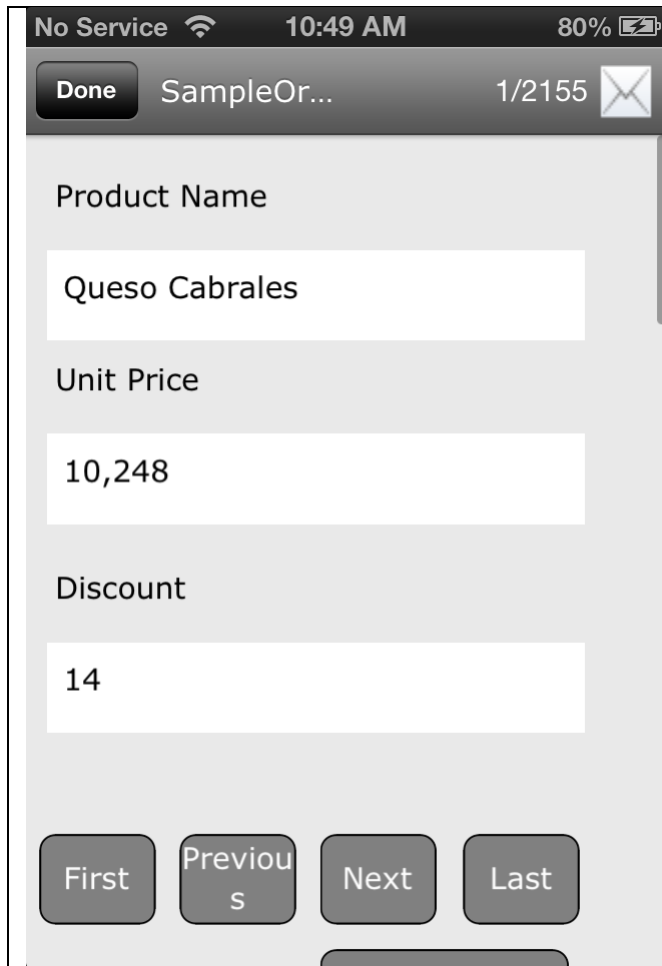 No Service 10:49 AM 80%
Done SampleOr... 1/2155
Product Name
Queso Cabrales
Unit Price
10,248
Discount
14
First Previou Next Last
s